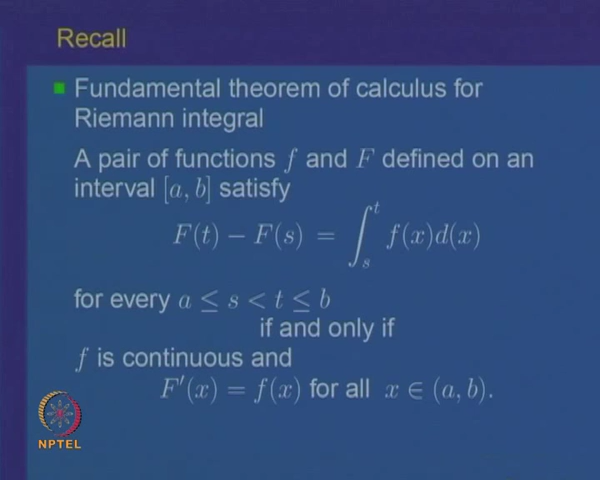 Recall
Fundamental theorem of calculus for
Riemann integral
A pair of functions f and F defined on an
interval [a, b] satisfy
F(t) − F(s) = ∫_s^t f(x)d(x)
for every a ≤ s < t ≤ b
if and only if
f is continuous and
F′(x) = f(x) for all x ∈ (a, b).
NPTEL